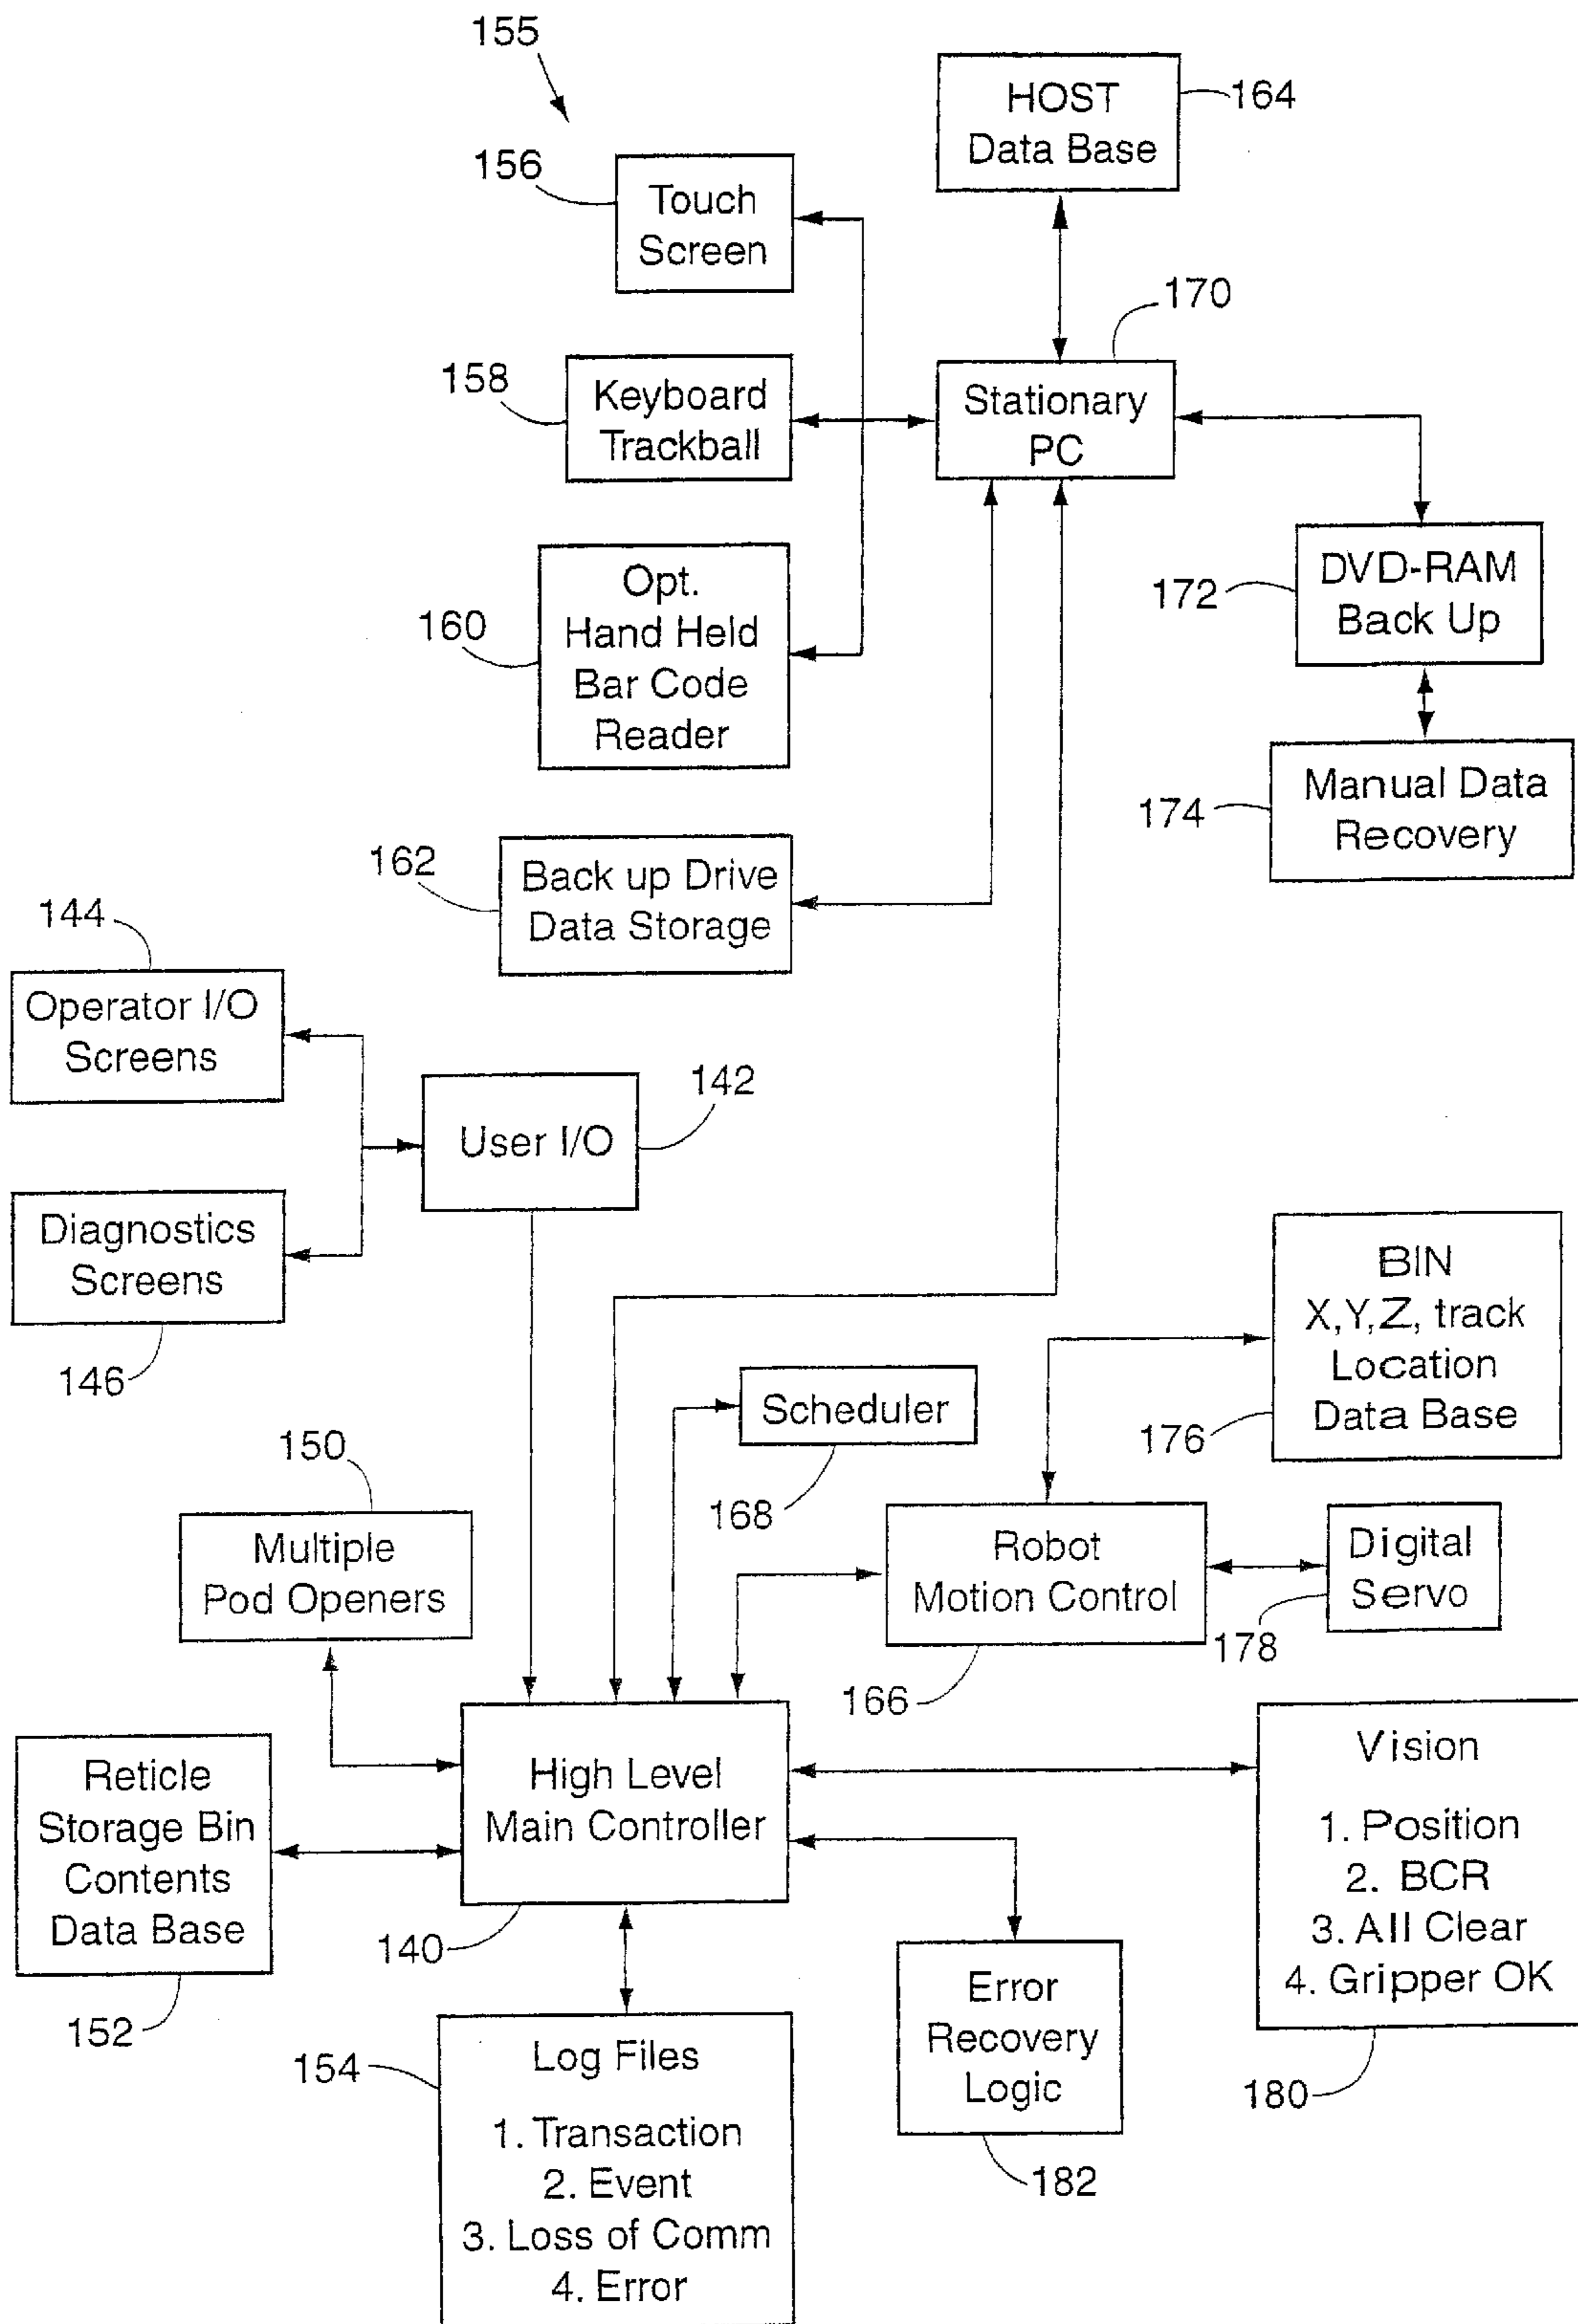 155
HOST
Data Base
164
156
Touch
Screen
170
158
Keyboard
Trackball
Stationary
PC
160
Opt.
Hand Held
Bar Code
Reader
172
DVD-RAM
Back Up
174
Manual Data
Recovery
162
Back up Drive
Data Storage
144
Operator I/O
Screens
142
User I/O
Diagnostics
Screens
146
BIN
X,Y,Z, track
Location
Data Base
176
Scheduler
168
150
Multiple
Pod Openers
Robot
Motion Control
166
Digital
Servo
178
Reticle
Storage Bin
Contents
Data Base
152
High Level
Main Controller
140
Vision
1. Position
2. BCR
3. All Clear
4. Gripper OK
180
Error
Recovery
Logic
182
154
Log Files
1. Transaction
2. Event
3. Loss of Comm
4. Error